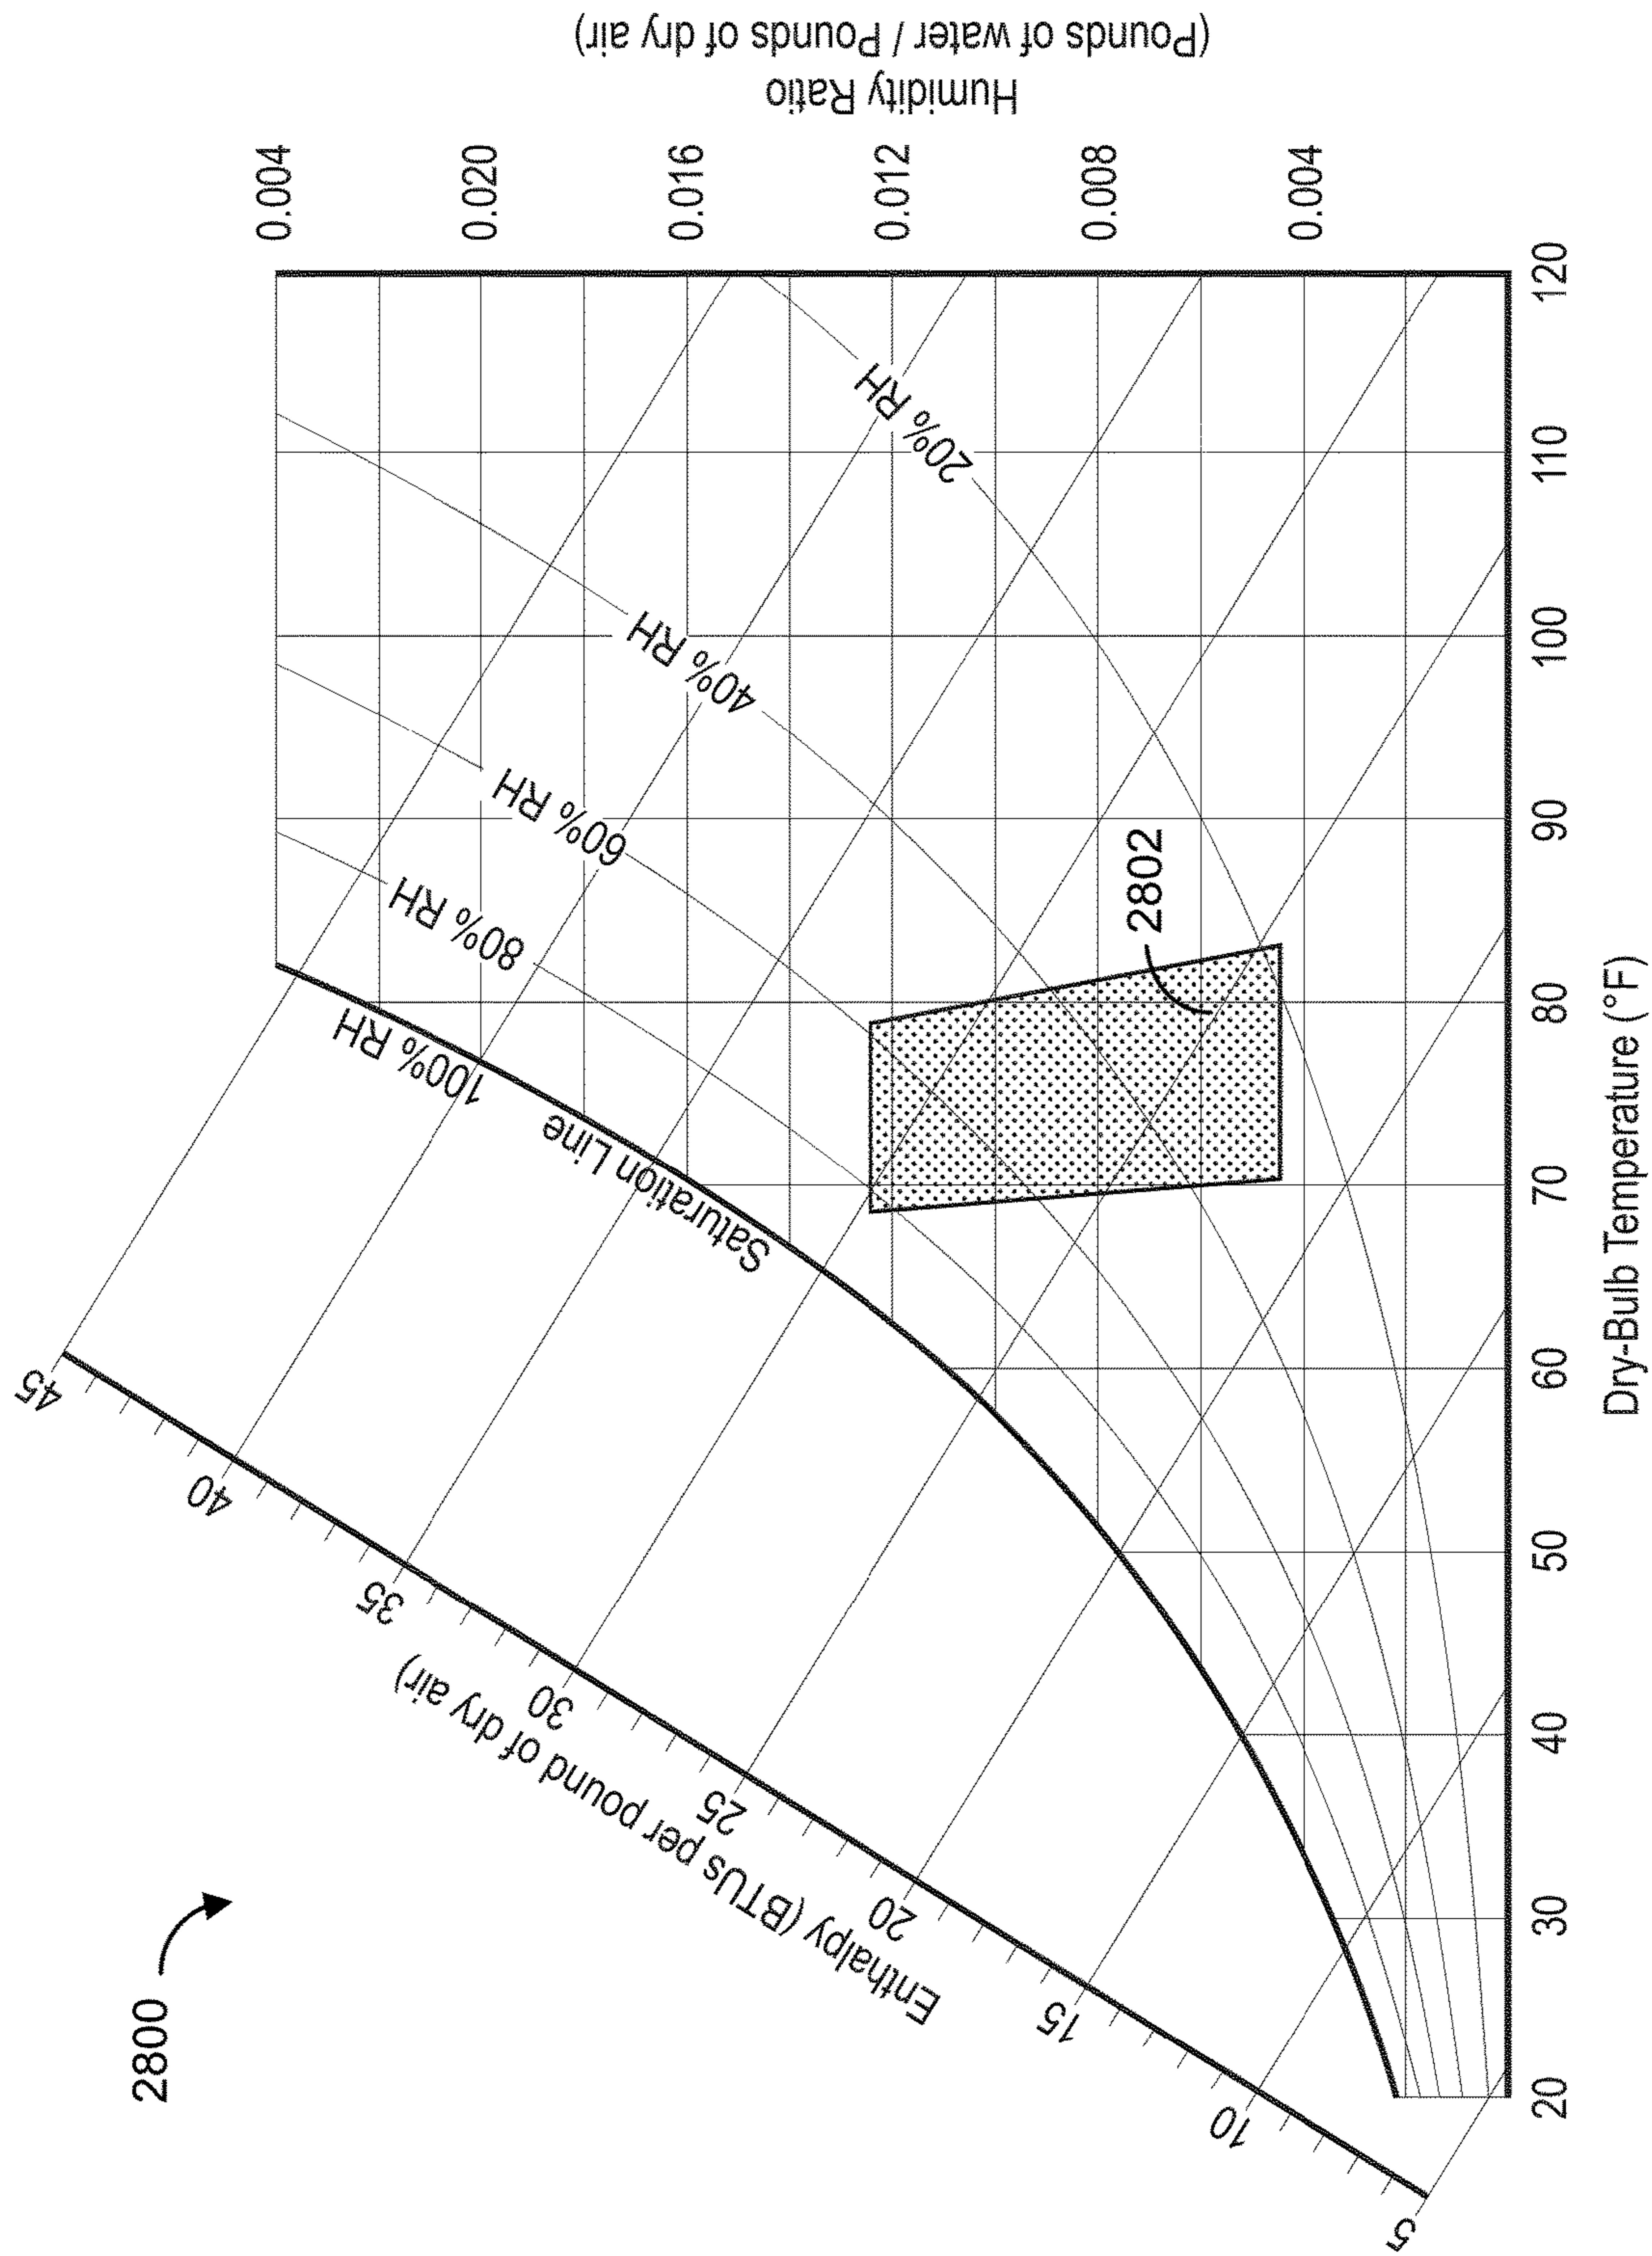 2800
Enthalpy (BTUs per pound of dry air)
5
10
15
20
25
30
35
40
45
Saturation Line
100% RH
80% RH
60% RH
40% RH
20% RH
2802
Humidity Ratio
(Pounds of water / Pounds of dry air)
0.004
0.020
0.016
0.012
0.008
0.004
20
30
40
50
60
70
80
90
100
110
120
Dry-Bulb Temperature (°F)